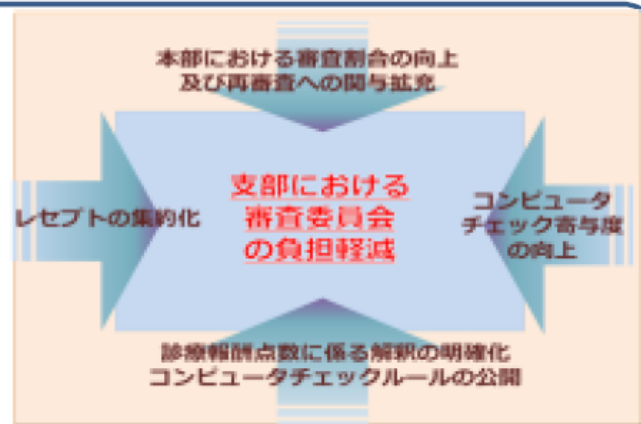 本部における審査割合の向上
及び再審査への関与拡充
レセプトの集約化
支部における
審査委員会
の負担軽減
コンピュータ
チェック寄与度
の向上
診療報酬点数に係る解釈の明確化
コンピュータチェックルールの公開